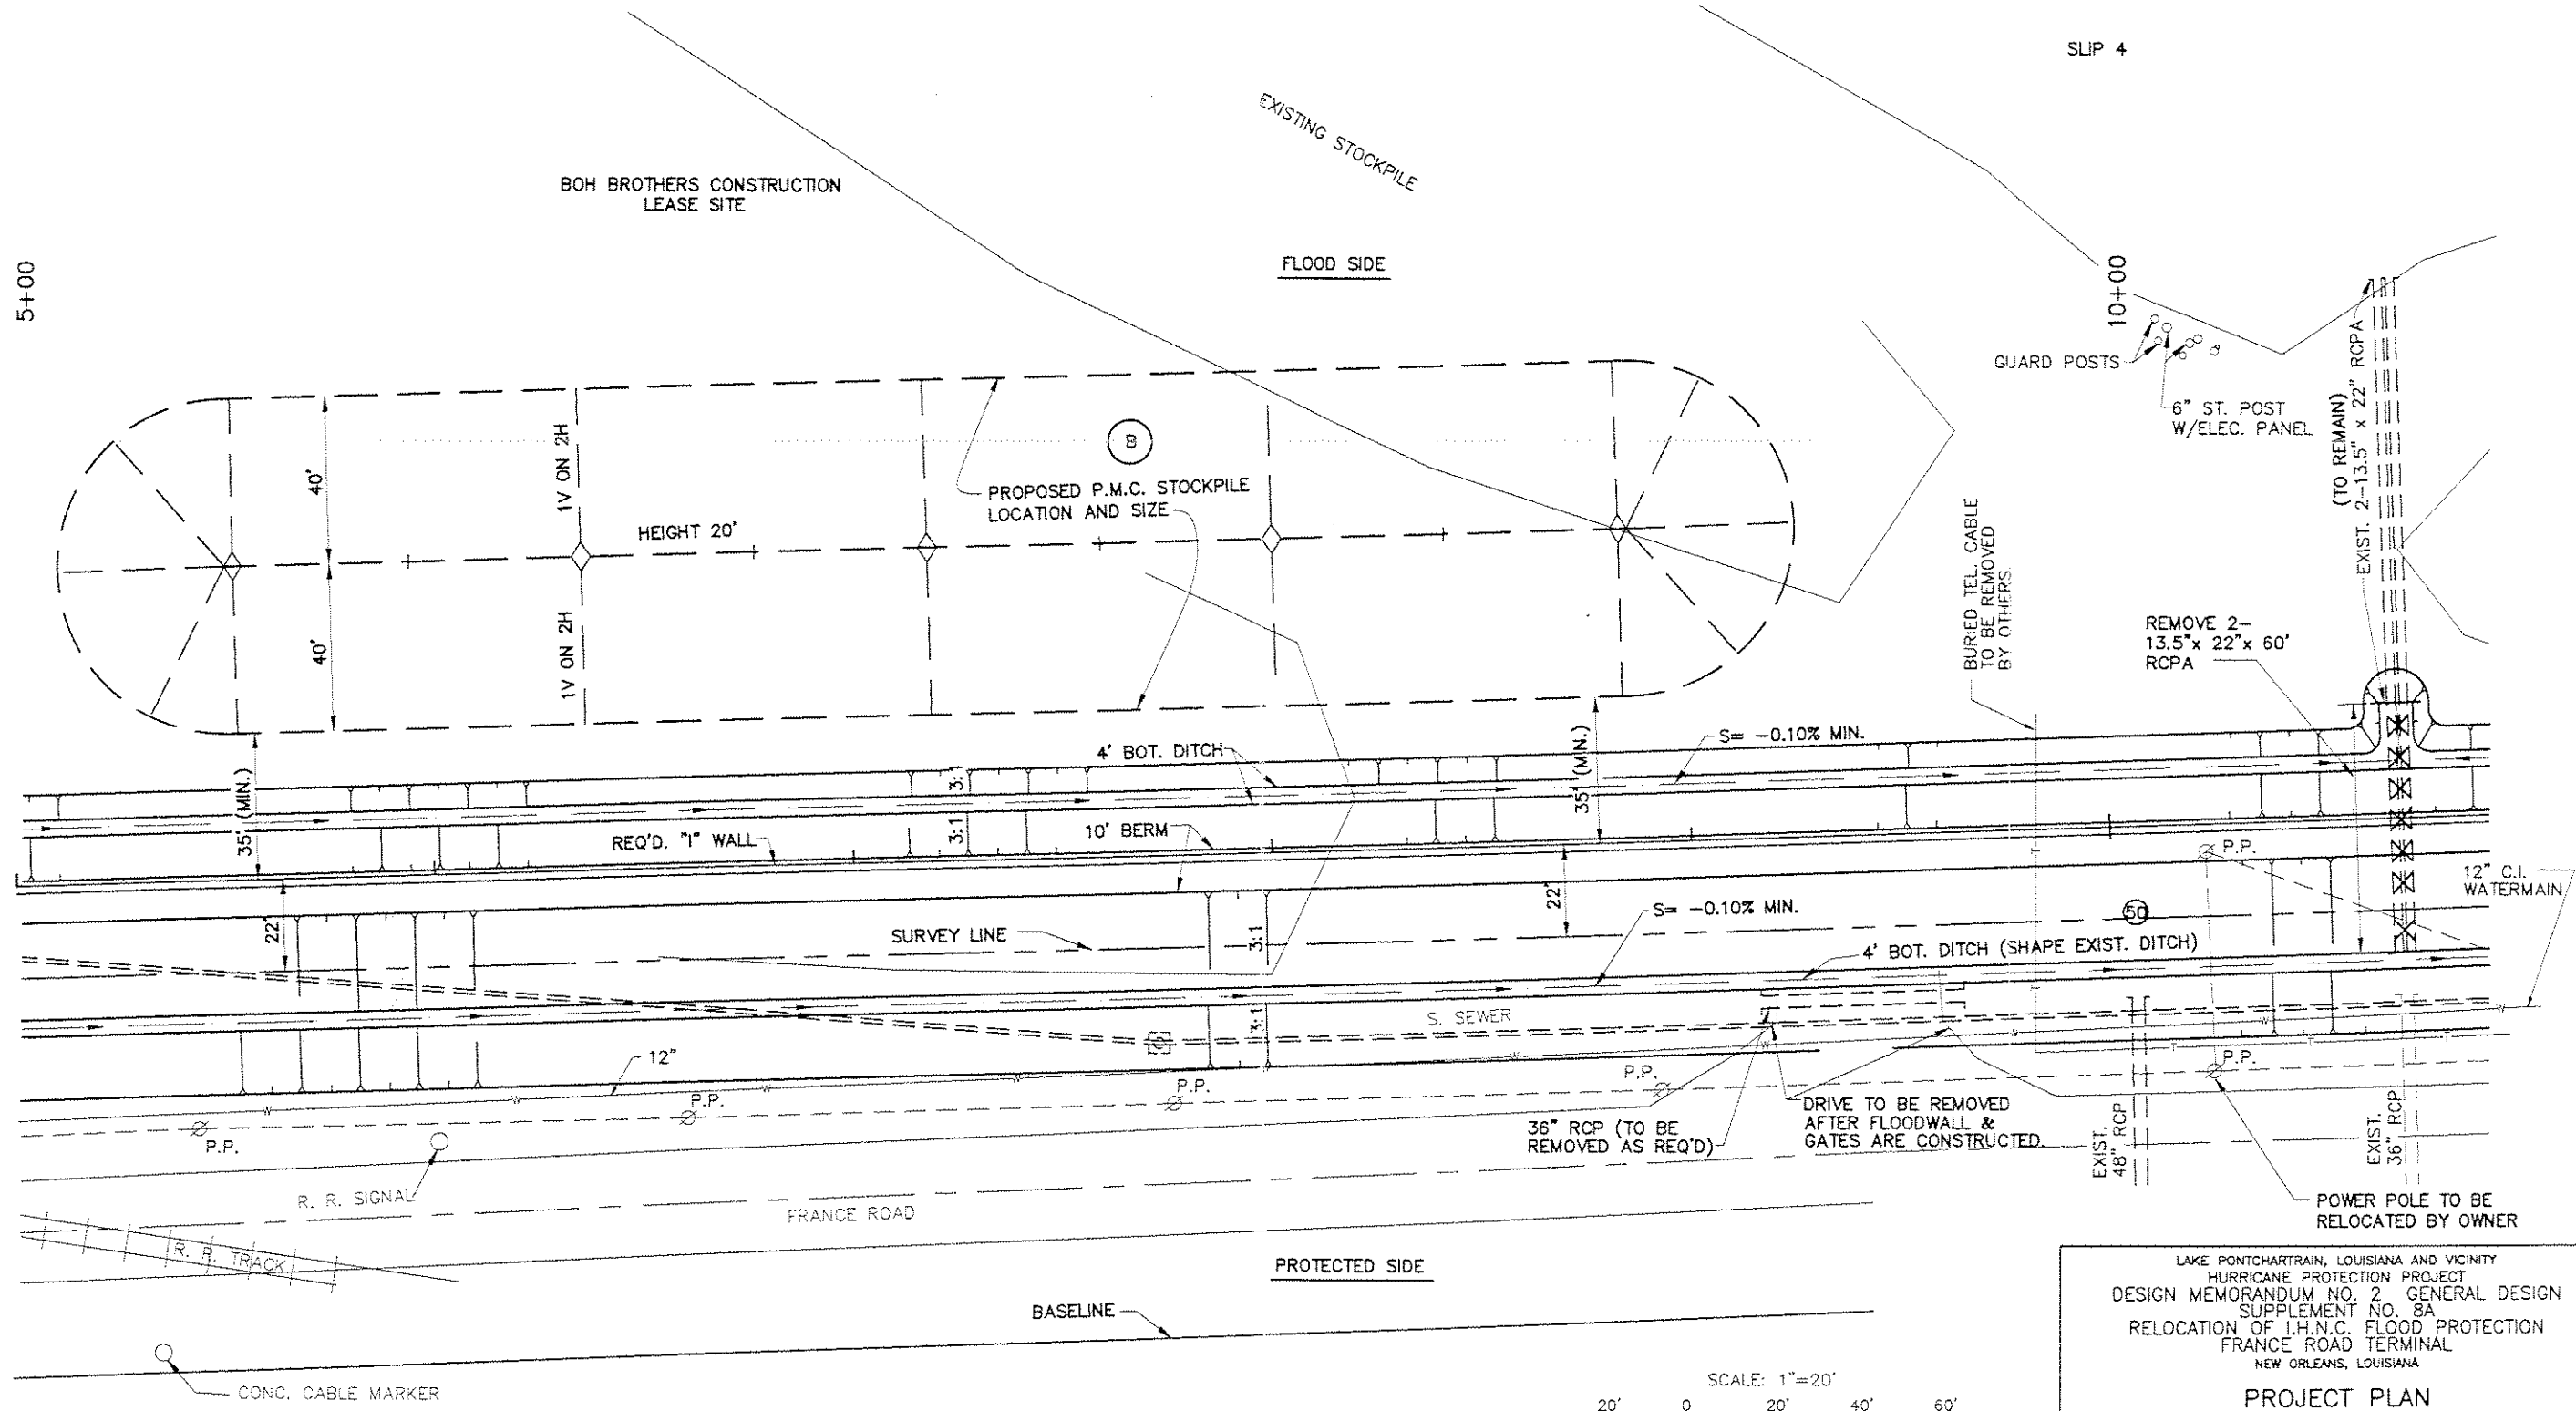 SLIP 4
EXISTING STOCKPILE
BOH BROTHERS CONSTRUCTION
LEASE SITE
FLOOD SIDE
5+00
10+00
GUARD POSTS
6" ST. POST
W/ELEC. PANEL
(TO REMAIN)
EXIST. 2-13.5" x 22" RCPA
40'
40'
1V ON 2H
1V ON 2H
HEIGHT 20'
B
PROPOSED P.M.C. STOCKPILE
LOCATION AND SIZE
BURIED TEL. CABLE
TO BE REMOVED
BY OTHERS.
REMOVE 2-
13.5"x 22"x 60'
RCPA
35' (MIN.)
35' (MIN.)
4' BOT. DITCH
S= -0.10% MIN.
3:1
3:1
REQ'D. "I" WALL
10' BERM
P.P.
12" C.I.
WATERMAIN
22'
22'
SURVEY LINE
S= -0.10% MIN.
50
3:1
4' BOT. DITCH (SHAPE EXIST. DITCH)
S. SEWER
3:1
12"
P.P.
P.P.
P.P.
P.P.
P.P.
36" RCP (TO BE
REMOVED AS REQ'D)
DRIVE TO BE REMOVED
AFTER FLOODWALL &
GATES ARE CONSTRUCTED.
EXIST.
48" RCP
EXIST.
36" RCP
R. R. SIGNAL
FRANCE ROAD
R. R. TRACK
POWER POLE TO BE
RELOCATED BY OWNER
PROTECTED SIDE
BASELINE
CONC. CABLE MARKER
SCALE: 1"=20'
20' 0 20' 40' 60'
LAKE PONTCHARTRAIN, LOUISIANA AND VICINITY
HURRICANE PROTECTION PROJECT
DESIGN MEMORANDUM NO. 2 GENERAL DESIGN
SUPPLEMENT NO. 8A
RELOCATION OF I.H.N.C. FLOOD PROTECTION
FRANCE ROAD TERMINAL
NEW ORLEANS, LOUISIANA
PROJECT PLAN